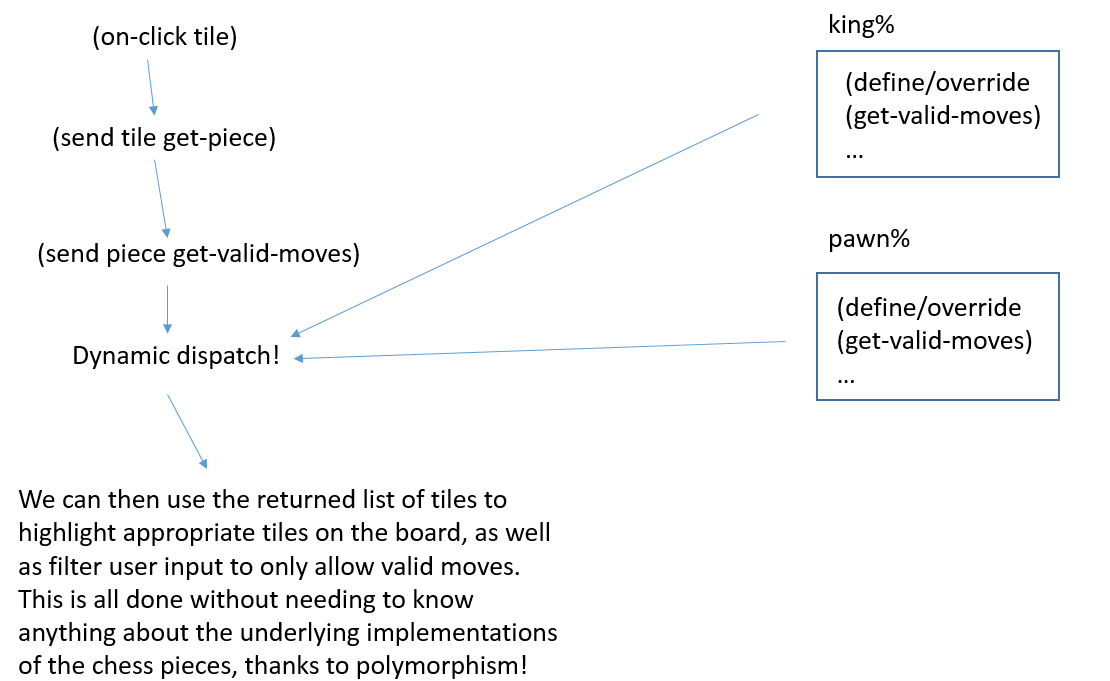 (on-click tile)
(send tile get-piece)
(send piece get-valid-moves)
Dynamic dispatch!
We can then use the returned list of tiles to
highlight appropriate tiles on the board, as well
as filter user input to only allow valid moves.
This is all done without needing to know
anything about the underlying implementations
of the chess pieces, thanks to polymorphism!
king%
(define/override
(get-valid-moves)
...
pawn%
(define/override
(get-valid-moves)
...